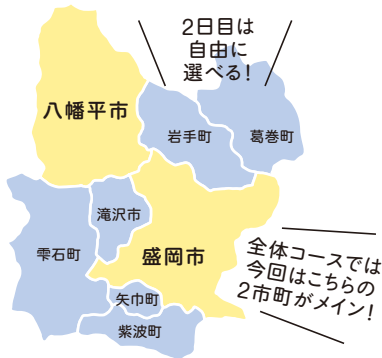 2日目は
自由に
選べる！
八幡平市
岩手町
葛巻町
滝沢市
雫石町
盛岡市
全体コースでは
今回はこちらの
2市町がメイン！
矢巾町
紫波町